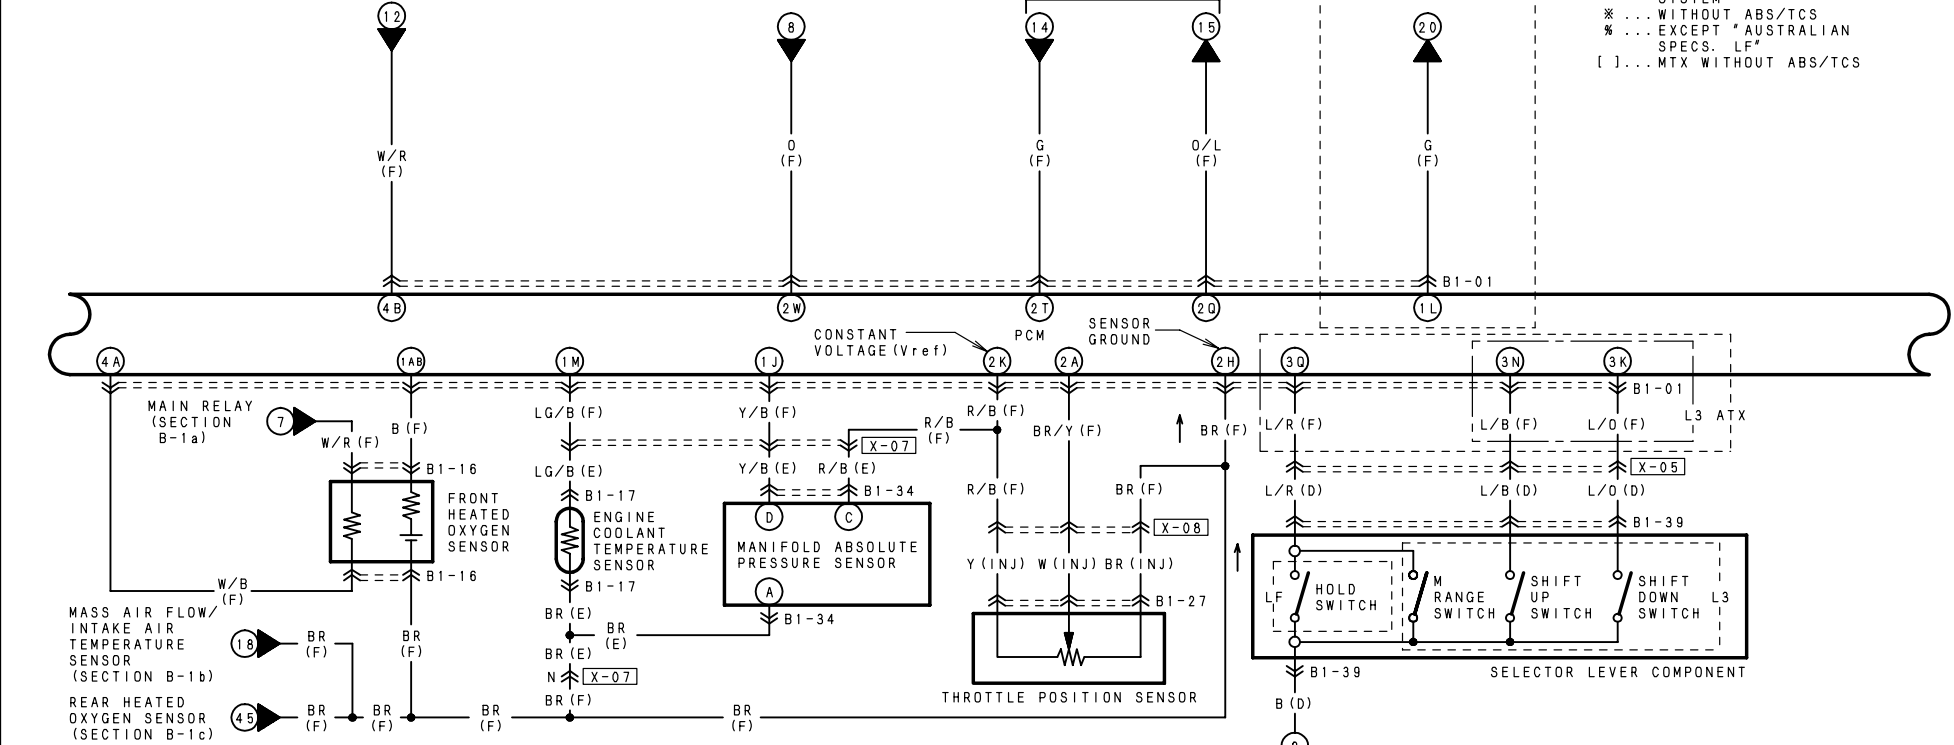 12
8
14
15
20
※ ... WITHOUT ABS/TCS
% ... EXCEPT "AUSTRALIAN
SPECS. LF"
[ ]... MTX WITHOUT ABS/TCS
W/R
(F)
O
(F)
G
(F)
O/L
(F)
G
(F)
B1-01
4B
2W
2T
2Q
1L
CONSTANT
VOLTAGE(Vref)
PCM
SENSOR
GROUND
4A
1AB
1M
1J
2K
2A
2H
3Q
3N
3K
B1-01
L3 ATX
MAIN RELAY
(SECTION
B-1a)
7
W/R(F)
B(F)
LG/B(F)
Y/B(F)
R/B
(F)
R/B(F)
BR/Y(F)
BR(F)
L/R(F)
L/B(F)
L/O(F)
X-07
X-05
B1-16
LG/B(E)
Y/B(E)
R/B(E)
R/B(F)
BR(F)
L/R(D)
L/B(D)
L/O(D)
B1-17
B1-34
X-08
B1-39
FRONT
HEATED
OXYGEN
SENSOR
ENGINE
COOLANT
TEMPERATURE
SENSOR
D
C
MANIFOLD ABSOLUTE
PRESSURE SENSOR
A
Y(INJ)
W(INJ)
BR(INJ)
B1-16
B1-17
B1-34
B1-27
LF
HOLD
SWITCH
M
RANGE
SWITCH
SHIFT
UP
SWITCH
SHIFT
DOWN
SWITCH
L3
W/B
(F)
MASS AIR FLOW/
INTAKE AIR
TEMPERATURE
SENSOR
(SECTION B-1b)
18
BR
(F)
BR
(F)
BR(E)
BR
(E)
BR(E)
N
X-07
BR(F)
THROTTLE POSITION SENSOR
B1-39
SELECTOR LEVER COMPONENT
B(D)
REAR HEATED
OXYGEN SENSOR
(SECTION B-1c)
45
BR
(F)
BR
(F)
BR
(F)
BR
(F)